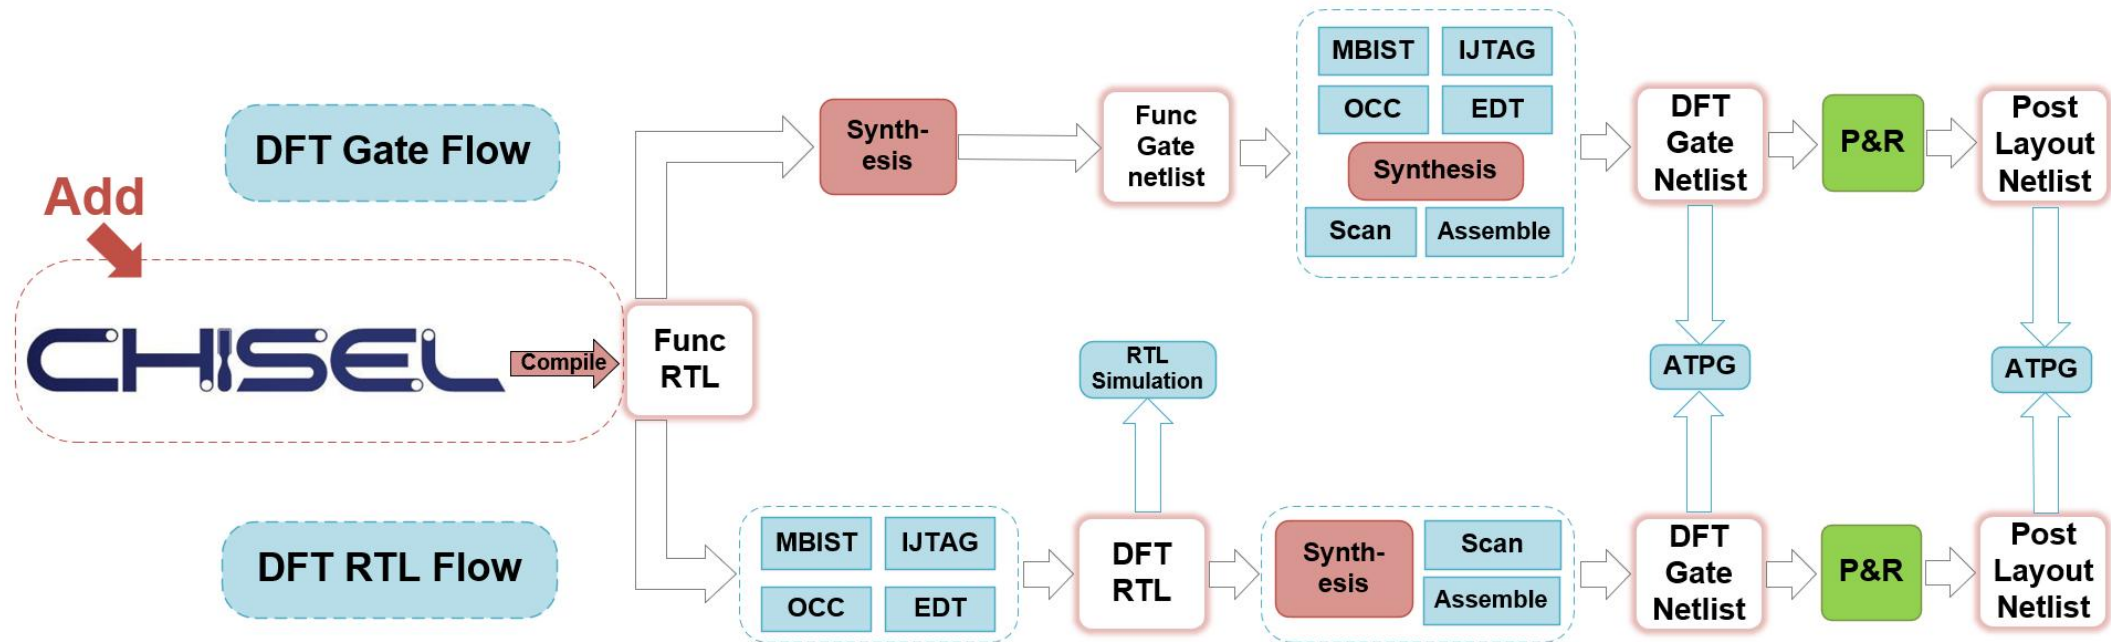 DFT Gate Flow
Add
CHISEL
Compile
Func
RTL
Synth-
esis
Func
Gate
netlist
MBIST
IJTAG
OCC
EDT
Synthesis
Scan
Assemble
DFT
Gate
Netlist
P&R
Post
Layout
Netlist
RTL
Simulation
ATPG
ATPG
DFT RTL Flow
MBIST
IJTAG
OCC
EDT
DFT
RTL
Synth-
esis
Scan
Assemble
DFT
Gate
Netlist
P&R
Post
Layout
Netlist